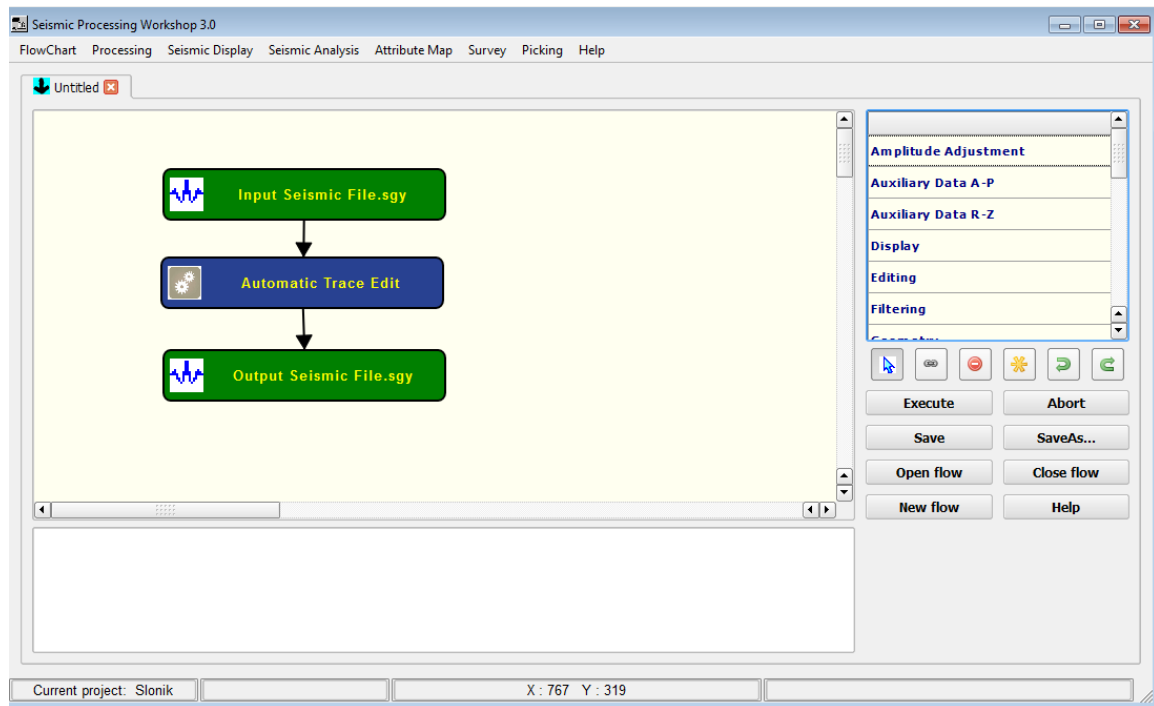 Seismic Processing Workshop 3.0
FlowChart Processing Seismic Display Seismic Analysis Attribute Map Survey Picking Help
Untitled
Input Seismic File.sgy
Automatic Trace Edit
Output Seismic File.sgy
Amplitude Adjustment
Auxiliary Data A-P
Auxiliary Data R-Z
Display
Editing
Filtering
Geometry
Execute Abort
Save SaveAs...
Open flow Close flow
New flow Help
Current project: Slonik X : 767 Y : 319